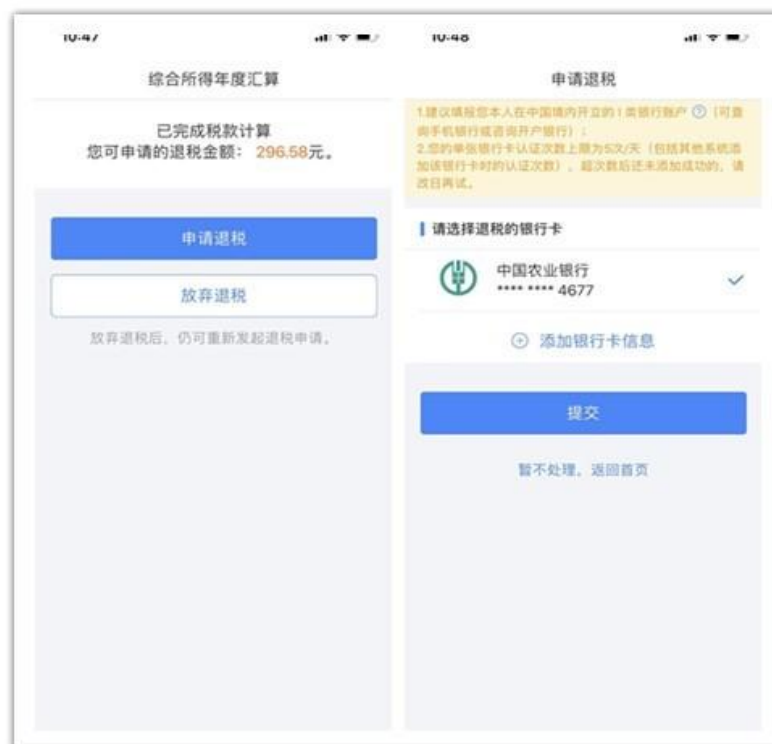 10:47
综合所得年度汇算
已完成税款计算
您可申请的退税金额： 296.58元。
申请退税
放弃退税
放弃退税后，仍可重新发起退税申请。
10:48
申请退税
1.建议填报您本人在中国境内开立的I类银行账户 ? (可查
询手机银行或咨询开户银行)；
2.您的单张银行卡认证次数上限为5次/天（包括其他系统添
加该银行卡时的认证次数），超次数后还未添加成功的，请
改日再试。
请选择退税的银行卡
中国农业银行
**** **** 4677
添加银行卡信息
提交
暂不处理，返回首页